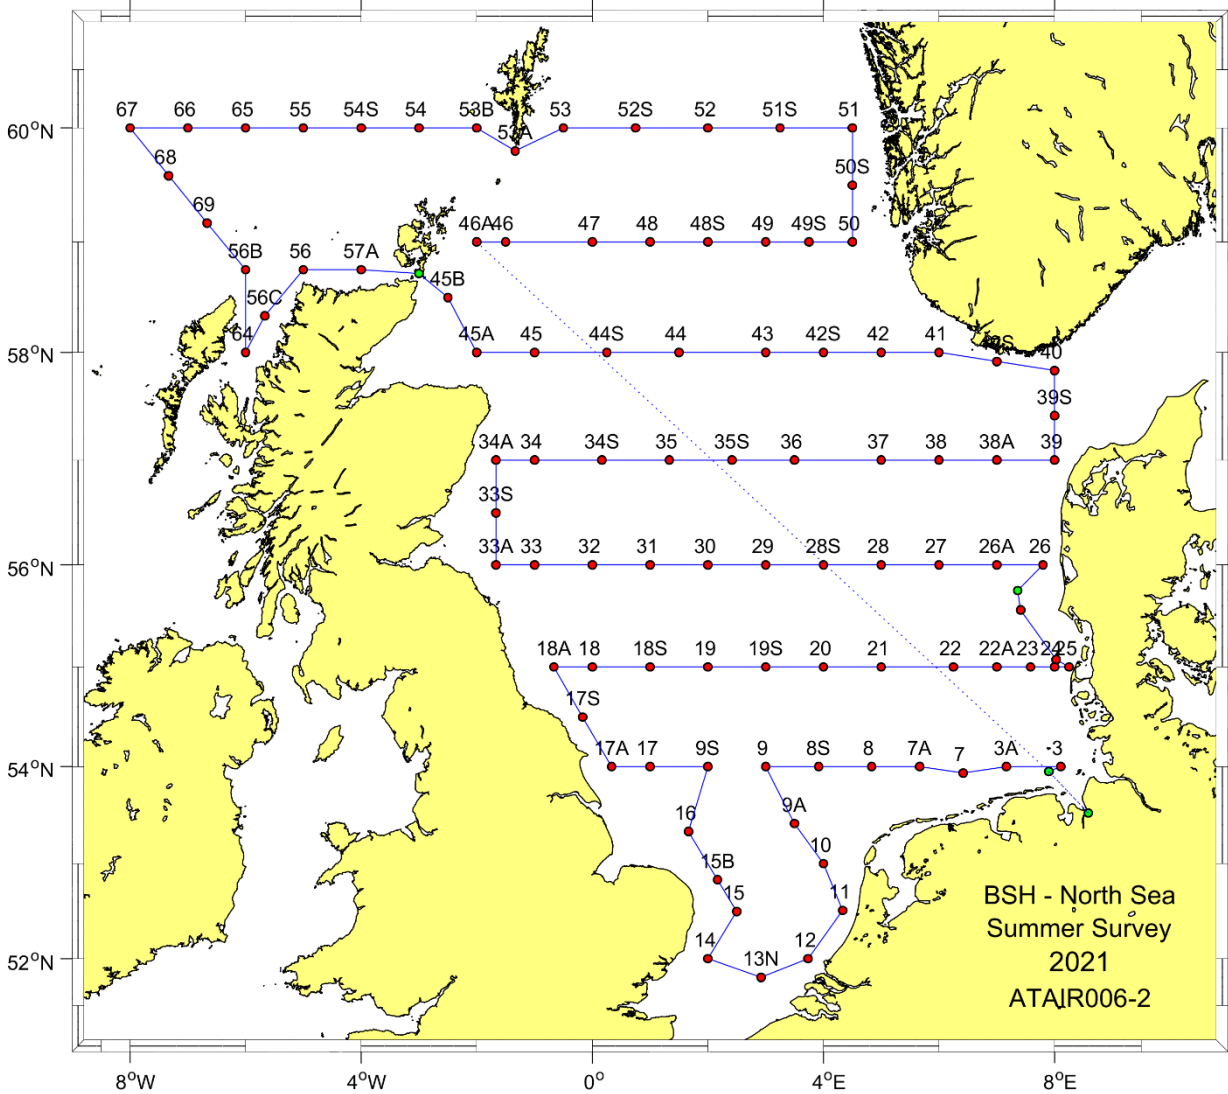 67 66 65 55 54S 54 53B 53 52S 52 51S 51
60°N
53A
68
50S
69
46A 46 47 48 48S 49 49S 50
56B 56 57A
45B
56C
64 45A 45 44S 44 43 42S 42 41 40
58°N
39S
34A 34 34S 35 35S 36 37 38 38A 39
33S
33A 33 32 31 30 29 28S 28 27 26A 26
56°N
18A 18 18S 19 19S 20 21 22 22A 23 24 25
17S
17A 17 9S 9 8S 8 7A 7 3A -3
54°N
16 9A
15B 10
15 11
14 13N 12
52°N
BSH - North Sea
Summer Survey
2021
ATAIR006-2
8°W 4°W 0° 4°E 8°E